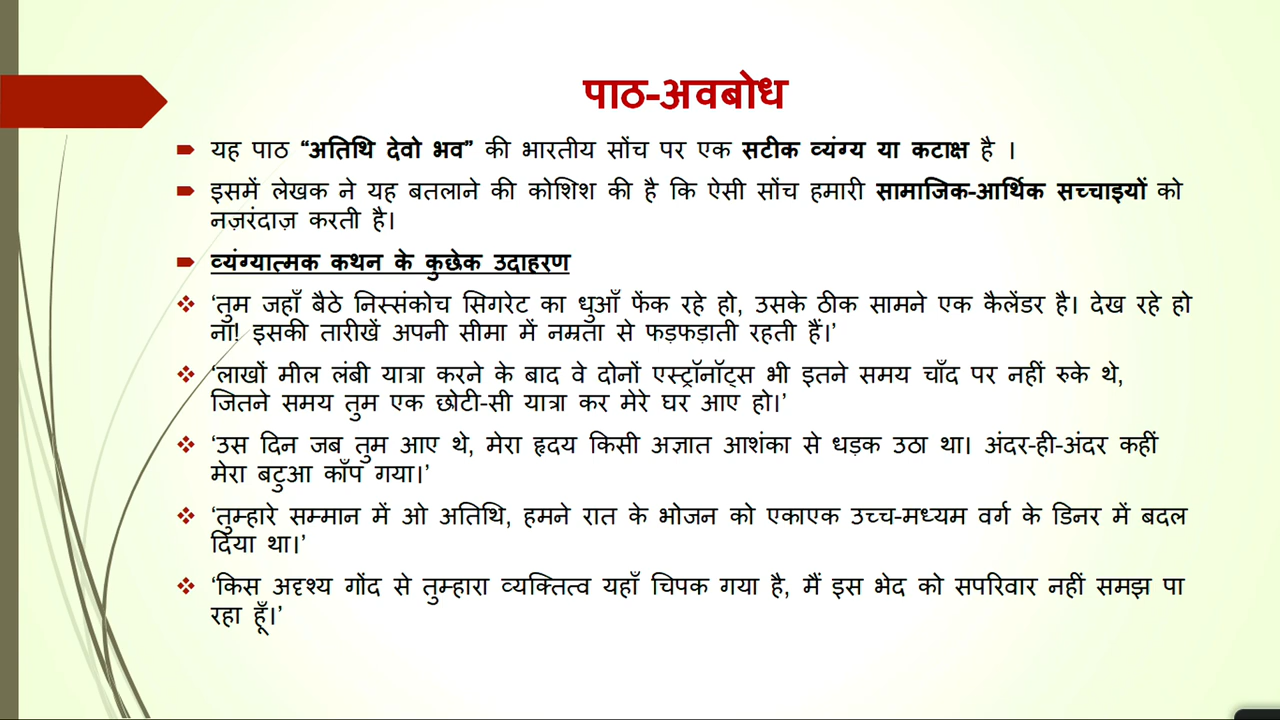 पाठ-अवबोध
यह पाठ “अतिथि देवो भव” की भारतीय सोंच पर एक सटीक व्यंग्य या कटाक्ष है ।
इसमें लेखक ने यह बतलाने की कोशिश की है कि ऐसी सोंच हमारी सामाजिक-आर्थिक सच्चाइयों को
नज़रंदाज़ करती है।
व्यंग्यात्मक कथन के कुछेक उदाहरण
‘तुम जहाँ बैठे निस्संकोच सिगरेट का धुआँ फेंक रहे हो, उसके ठीक सामने एक कैलेंडर है। देख रहे हो
ना! इसकी तारीखें अपनी सीमा में नम्रता से फड़फड़ाती रहती हैं।’
‘लाखों मील लंबी यात्रा करने के बाद वे दोनों एस्ट्रॉनॉट्स भी इतने समय चाँद पर नहीं रुके थे,
जितने समय तुम एक छोटी-सी यात्रा कर मेरे घर आए हो।’
‘उस दिन जब तुम आए थे, मेरा हृदय किसी अज्ञात आशंका से धड़क उठा था। अंदर-ही-अंदर कहीं
मेरा बटुआ काँप गया।’
‘तुम्हारे सम्मान में ओ अतिथि, हमने रात के भोजन को एकाएक उच्च-मध्यम वर्ग के डिनर में बदल
दिया था।’
‘किस अदृश्य गोंद से तुम्हारा व्यक्तित्व यहाँ चिपक गया है, मैं इस भेद को सपरिवार नहीं समझ पा
रहा हूँ।’